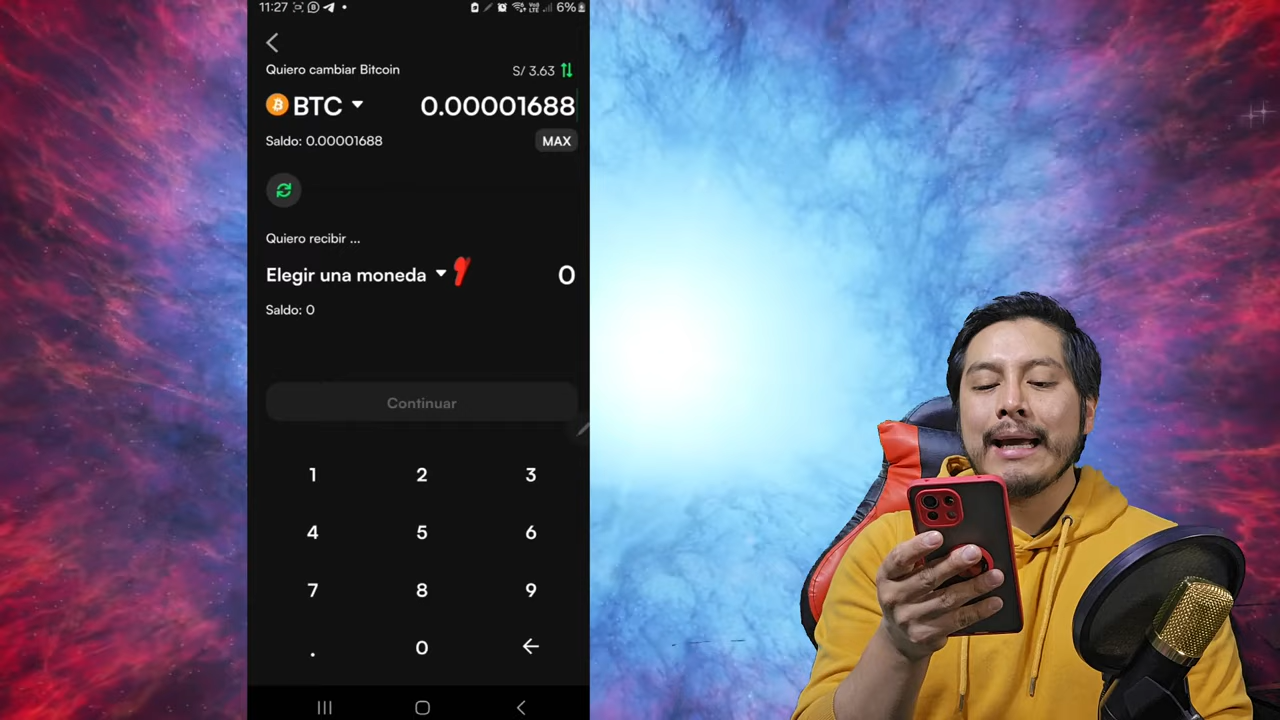 11:27 6%
Quiero cambiar Bitcoin S/ 3.63
BTC 0.00001688
Saldo: 0.00001688 MAX
Quiero recibir ...
Elegir una moneda 0
Saldo: 0
Continuar
1 2 3
4 5 6
7 8 9
. 0